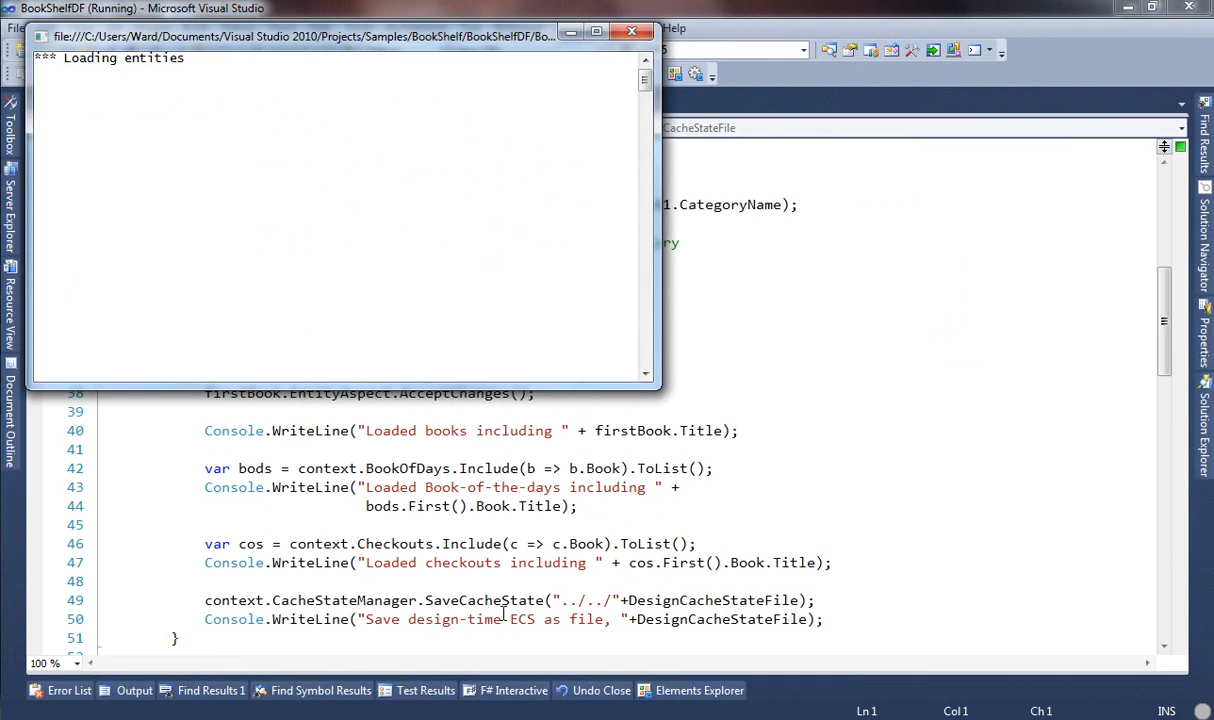 BookShelfDF (Running) - Microsoft Visual Studio
File
Help
file:///C:/Users/Ward/Documents/Visual Studio 2010/Projects/Samples/BookShelf/BookShelfDF/Bo...
*** Loading entities
CacheStateFile
1.CategoryName);
ry
38 firstBook.EntityAspect.AcceptChanges();
39
40 Console.WriteLine("Loaded books including " + firstBook.Title);
41
42 var bods = context.BookOfDays.Include(b => b.Book).ToList();
43 Console.WriteLine("Loaded Book-of-the-days including " +
44 bods.First().Book.Title);
45
46 var cos = context.Checkouts.Include(c => c.Book).ToList();
47 Console.WriteLine("Loaded checkouts including " + cos.First().Book.Title);
48
49 context.CacheStateManager.SaveCacheState("../../"+DesignCacheStateFile);
50 Console.WriteLine("Save design-time ECS as file, "+DesignCacheStateFile);
51 }
100 %
Toolbox
Server Explorer
Resource View
Document Outline
Find Results
Solution Navigator
Properties
Solution Explorer
Error List Output Find Results 1 Find Symbol Results Test Results F# Interactive Undo Close Elements Explorer
Ln 1 Col 1 Ch 1 INS